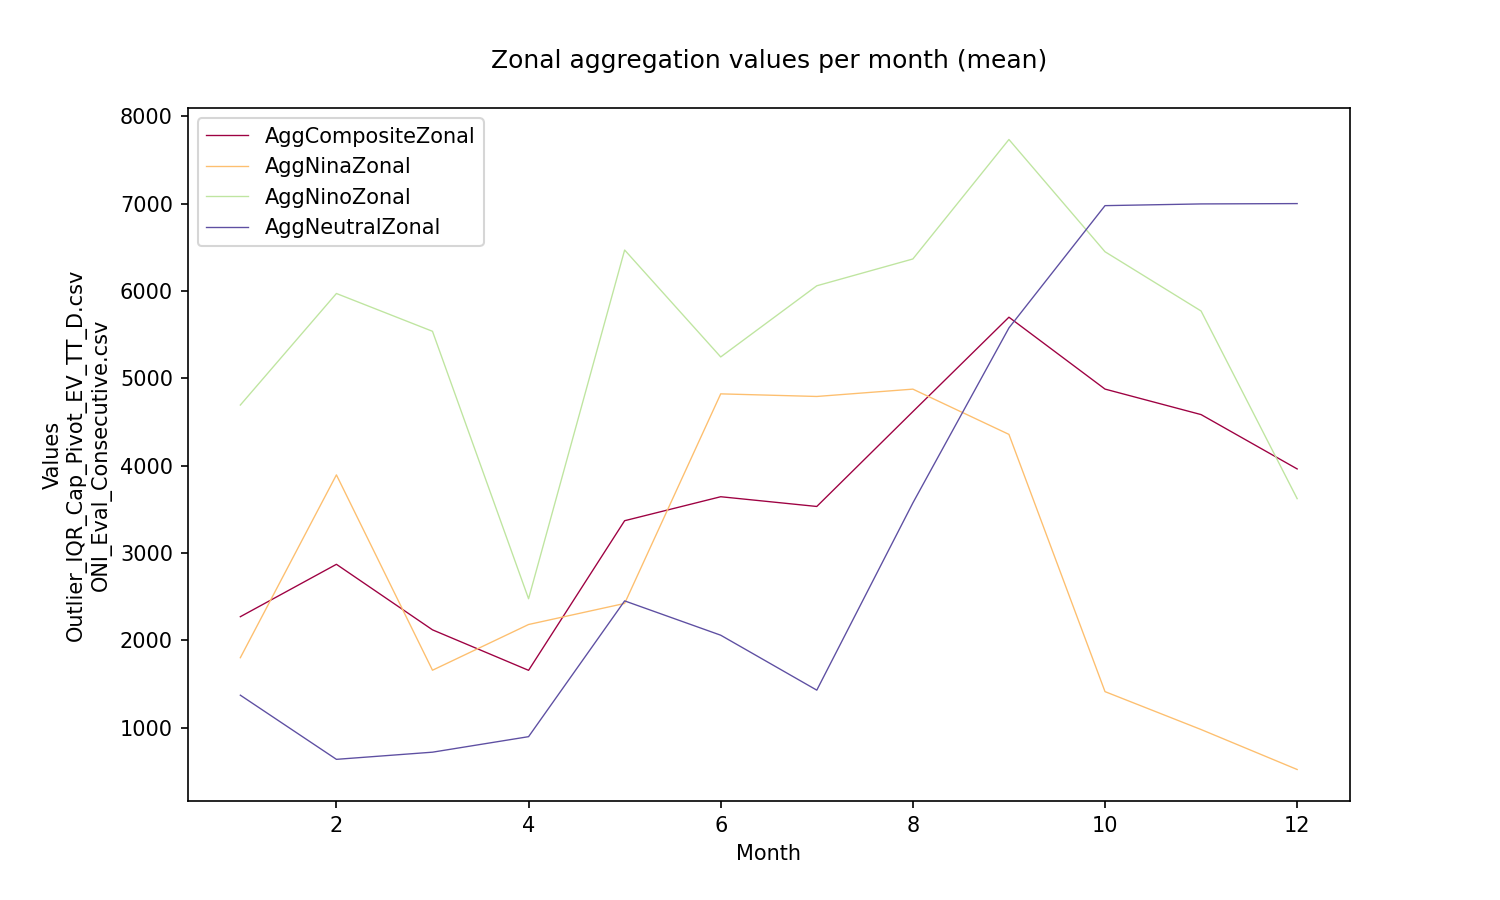 Zonal aggregation values per month (mean)
AggCompositeZonal
AggNinaZonal
AggNinoZonal
AggNeutralZonal
8000
7000
6000
5000
4000
3000
2000
1000
Values
Outlier_IQR_Cap_Pivot_EV_TT_D.csv
ONI_Eval_Consecutive.csv
2 4 6 8 10 12
Month